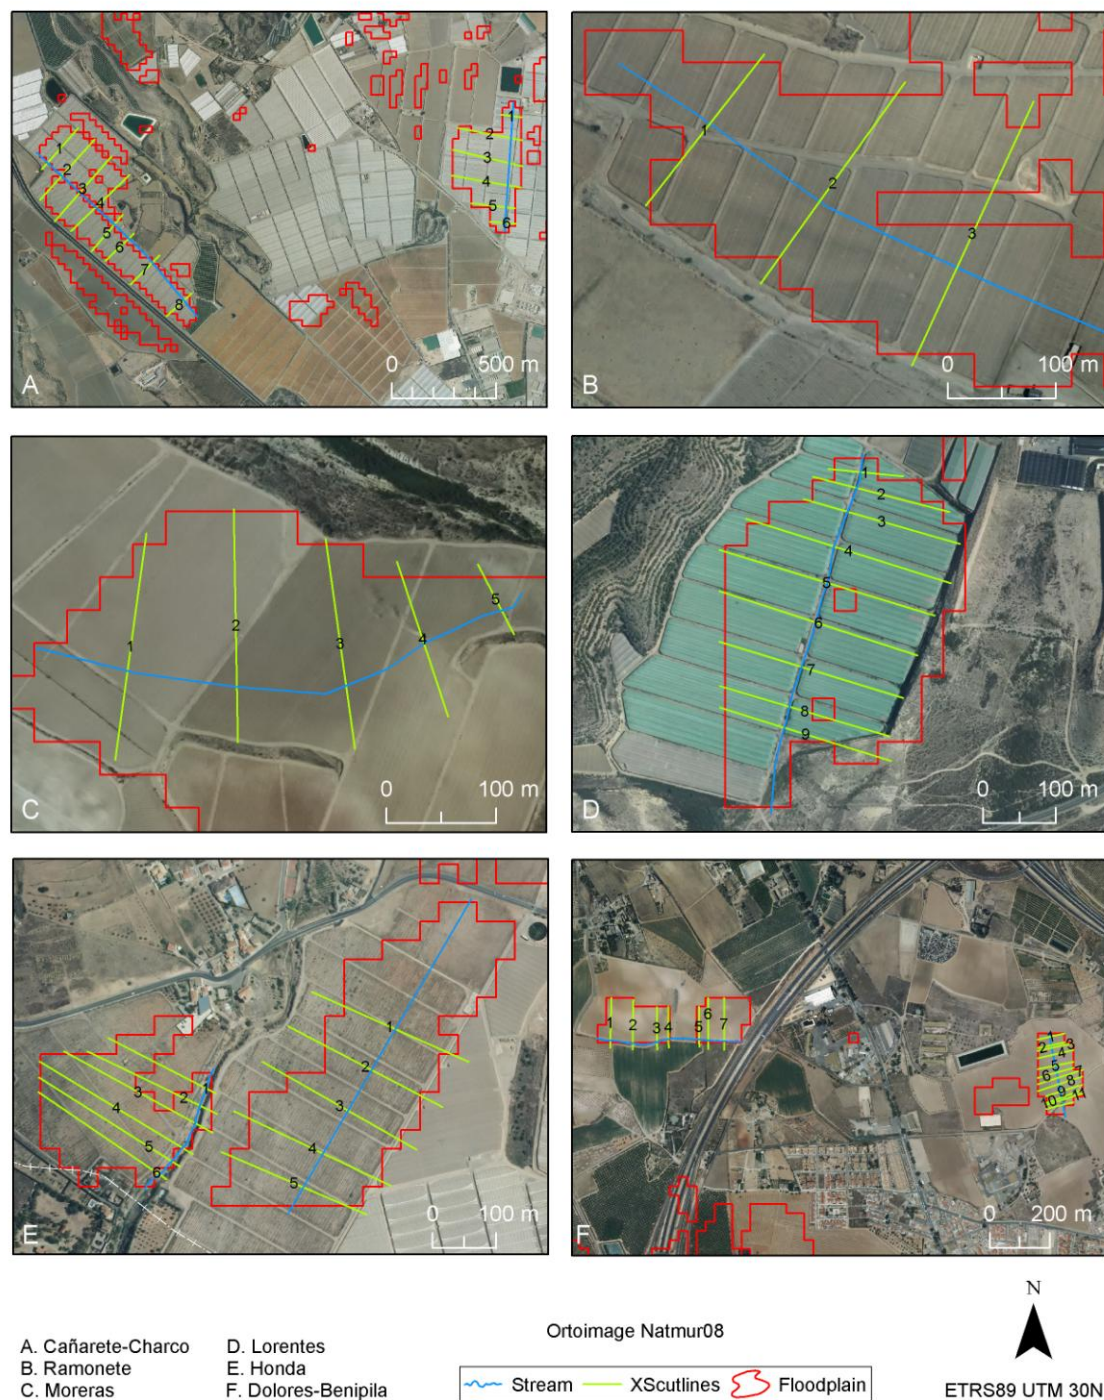 1
2
3
4
5
6
7
8
1
2
3
4
5
6
A
0 500 m
1
2
3
B
0 100 m
1
2
3
4
5
C
0 100 m
1
2
3
4
5
6
7
8
9
D
0 100 m
1
2
3
4
5
2
3
4
5
6
E
0 100 m
1 2 3 4 5 6 7
1
2 4 3
5
6 8 7
10 9 11
F
0 200 m
A. Cañarete-Charco
B. Ramonete
C. Moreras
D. Lorentes
E. Honda
F. Dolores-Benipila
Ortoimage Natmur08
Stream XScutlines Floodplain
N
ETRS89 UTM 30N